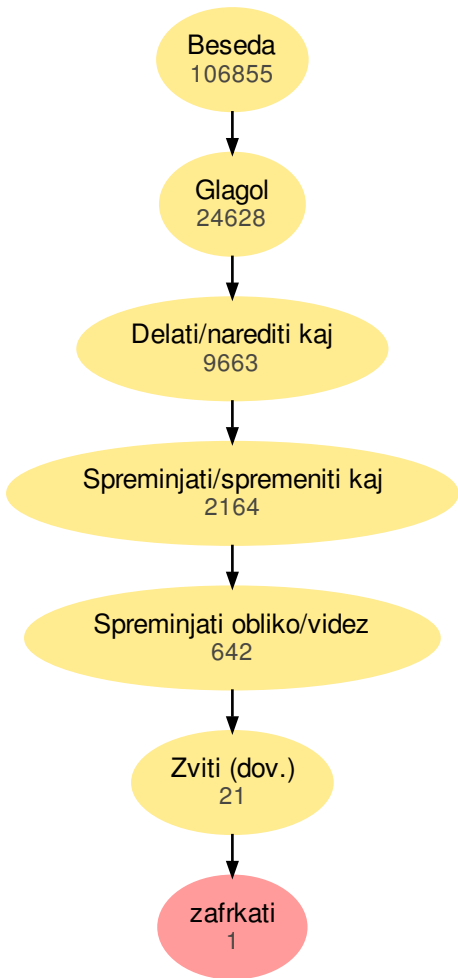 Beseda
106855
Glagol
24628
Delati/narediti kaj
9663
Spreminjati/spremeniti kaj
2164
Spreminjati obliko/videz
642
Zviti (dov.)
21
zafrkati
1